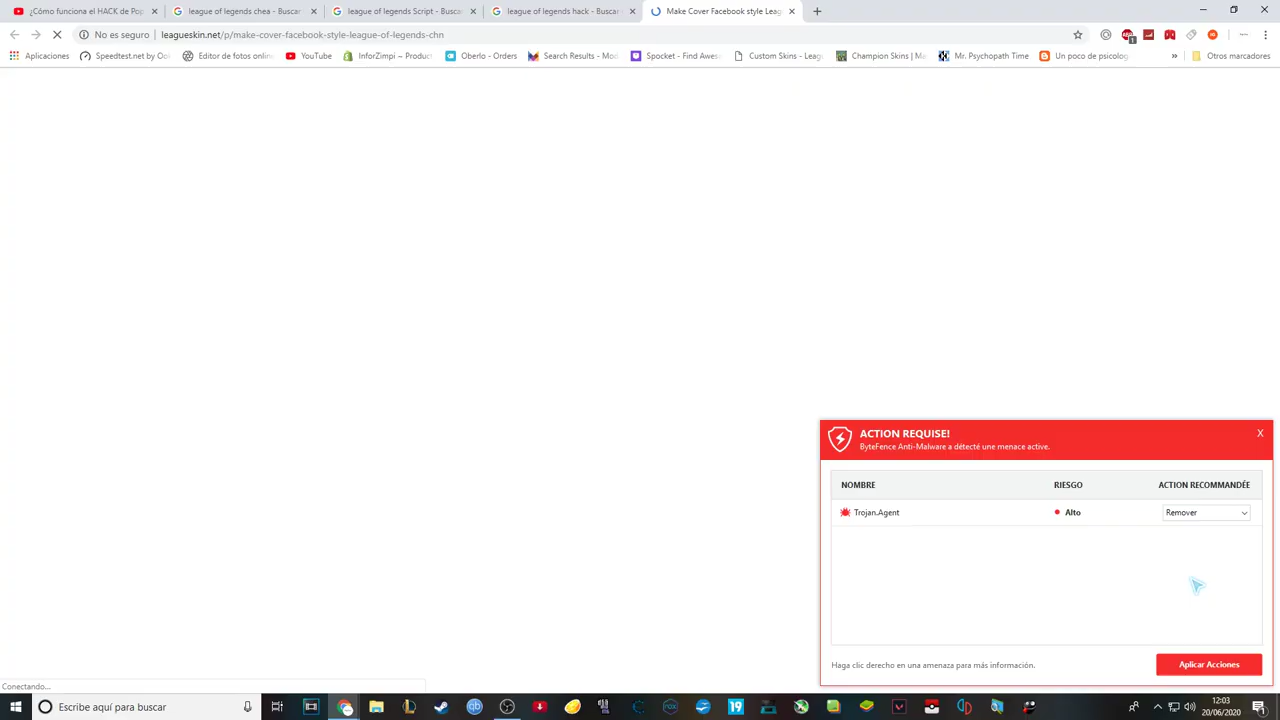 ¿Cómo funciona el HACK de Pop
league of legends chea - Buscar
league of legends Script - Buscar
league of legends hack - Buscar
Make Cover Facebook style Leag
No es seguro
leagueskin.net/p/make-cover-facebook-style-league-of-legends-chn
Aplicaciones
Speedtest.net by Ook
Editor de fotos online
YouTube
InforZimpi ~ Product
Oberlo - Orders
Search Results - Mod
Spocket - Find Awes
Custom Skins - Leag
Champion Skins | Ma
Mr. Psychopath Time
Un poco de psicolog
»
Otros marcadores
ACTION REQUISE!
X
ByteFence Anti-Malware a détecté une menace active.
NOMBRE RIESGO ACTION RECOMMANDÉE
Trojan.Agent Alto Remover
Haga clic derecho en una amenaza para más información.
Aplicar Acciones
Conectando...
Escribe aquí para buscar
19
12:03
20/06/2020